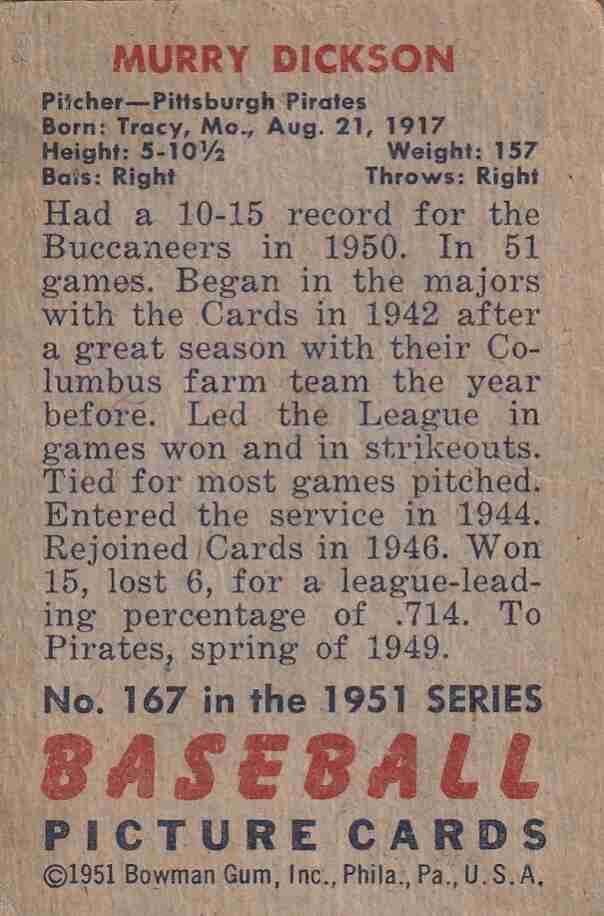 MURRY DICKSON
Pitcher—Pittsburgh Pirates
Born: Tracy, Mo., Aug. 21, 1917
Height: 5-10½ Weight: 157
Bats: Right Throws: Right
Had a 10-15 record for the
Buccaneers in 1950. In 51
games. Began in the majors
with the Cards in 1942 after
a great season with their Co-
lumbus farm team the year
before. Led the League in
games won and in strikeouts.
Tied for most games pitched.
Entered the service in 1944.
Rejoined Cards in 1946. Won
15, lost 6, for a league-lead-
ing percentage of .714. To
Pirates, spring of 1949.
No. 167 in the 1951 SERIES
BASEBALL
PICTURE CARDS
©1951 Bowman Gum, Inc., Phila., Pa., U.S.A.